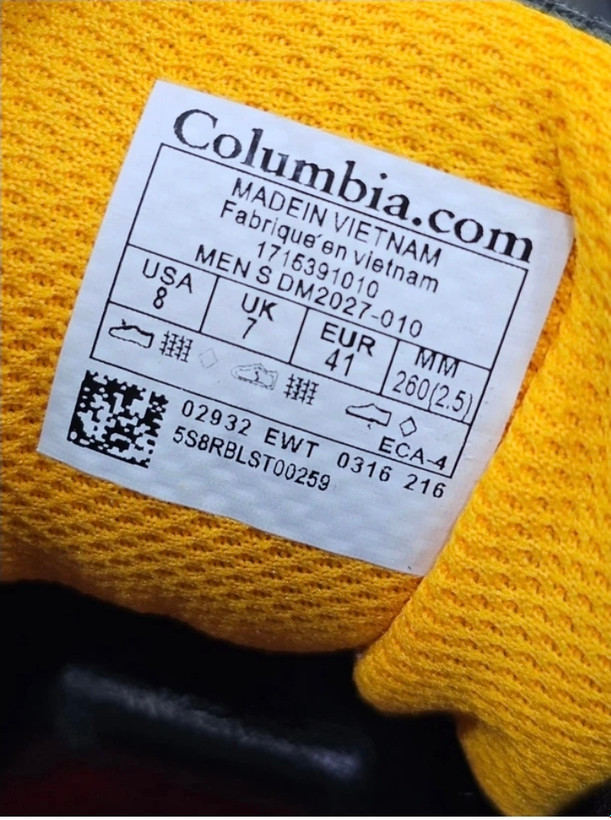 Columbia.com
MADEIN VIETNAM
Fabrique en vietnam
1715391010
MEN S DM2027-010
USA 8 UK 7 EUR 41 MM 260(2.5)
ECA-4
02932 EWT 0316 216
5S8RBLST00259